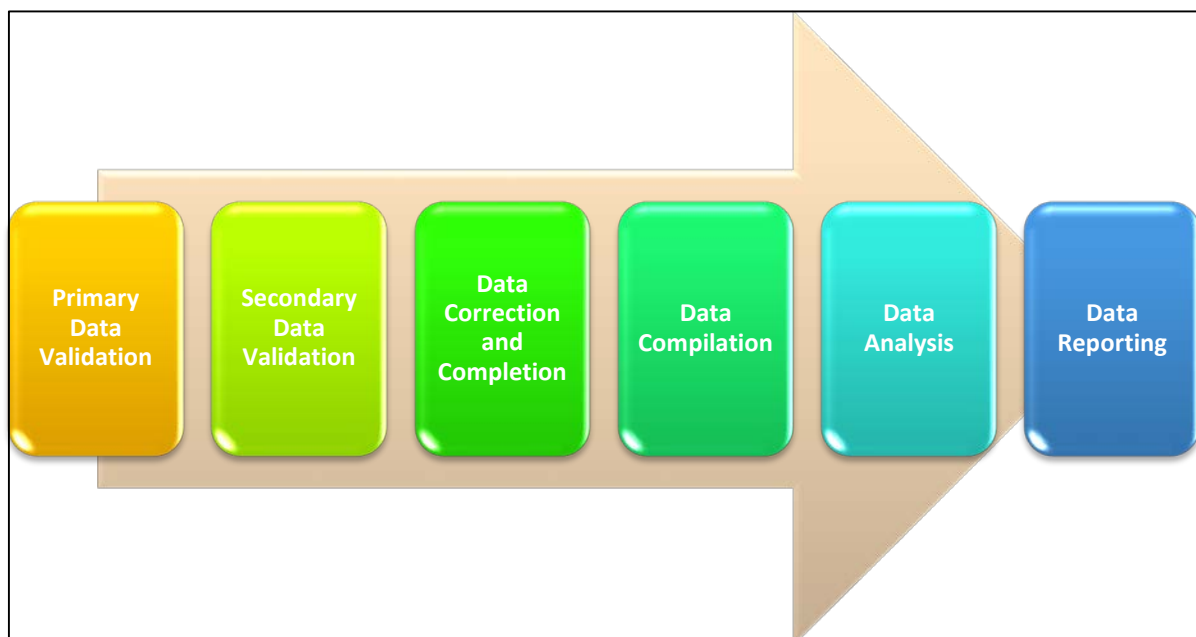 Primary
Data
Validation
Secondary
Data
Validation
Data
Correction
and
Completion
Data
Compilation
Data
Analysis
Data
Reporting